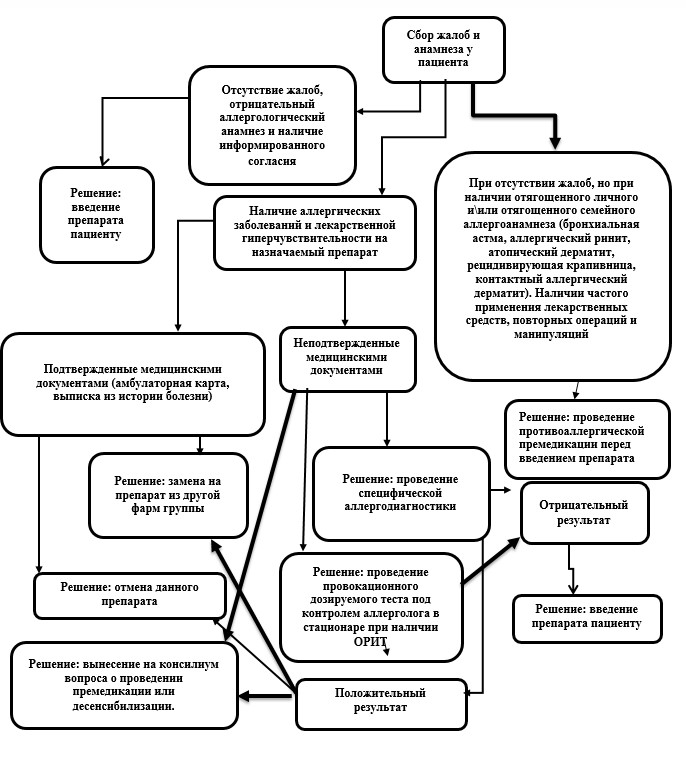 Сбор жалоб и
анамнеза у
пациента
Отсутствие жалоб,
отрицательный
аллергологический
анамнез и наличие
информированного
согласия
Решение:
введение
препарата
пациенту
Наличие аллергических
заболеваний и лекарственной
гиперчувствительности на
назначаемый препарат
При отсутствии жалоб, но при
наличии отягощенного личного
и\или отягощенного семейного
аллергоанамнеза (бронхиальная
астма, аллергический ринит,
атопический дерматит,
рецидивирующая крапивница,
контактный аллергический
дерматит). Наличии частого
применения лекарственных
средств, повторных операций и
манипуляций
Подтвержденные медицинскими
документами (амбулаторная карта,
выписка из истории болезни)
Неподтвержденные
медицинскими
документами
Решение: проведение
противоаллергической
премедикации перед
введением препарата
Решение: замена на
препарат из другой
фарм группы
Решение: проведение
специфической
аллергодиагностики
Отрицательный
результат
Решение: отмена данного
препарата
Решение: проведение
провокационного
дозируемого теста под
контролем аллерголога в
стационаре при наличии
ОРИТ
Решение: введение
препарата пациенту
Решение: вынесение на консилиум
вопроса о проведении
премедикации или
десенсибилизации.
Положительный
результат